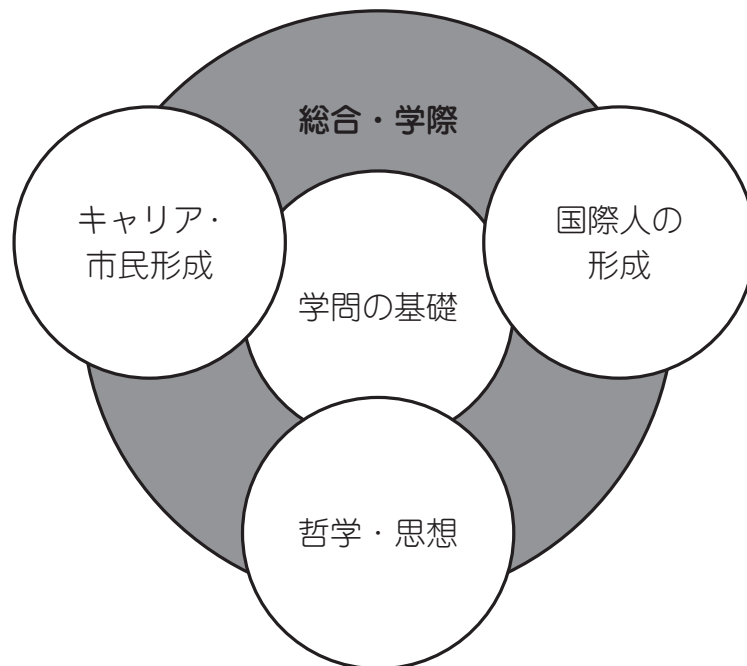 総合・学際
キャリア・
市民形成
国際人の
形成
学問の基礎
哲学・思想